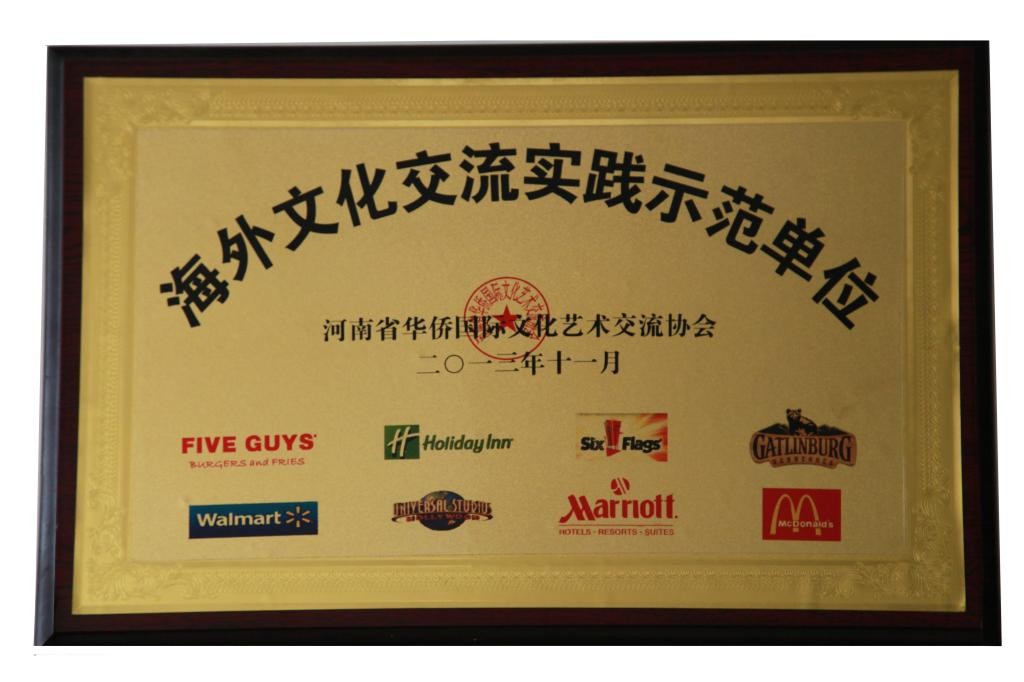 海外文化交流实践示范单位
河南省华侨国际文化艺术交流协会
二〇一三年十一月
FIVE GUYS
BURGERS and FRIES
H Holiday Inn
Six Flags
GATLINBURG
Walmart
UNIVERSAL STUDIOS
HOLLYWOOD
Marriott
HOTELS · RESORTS · SUITES
McDonald's